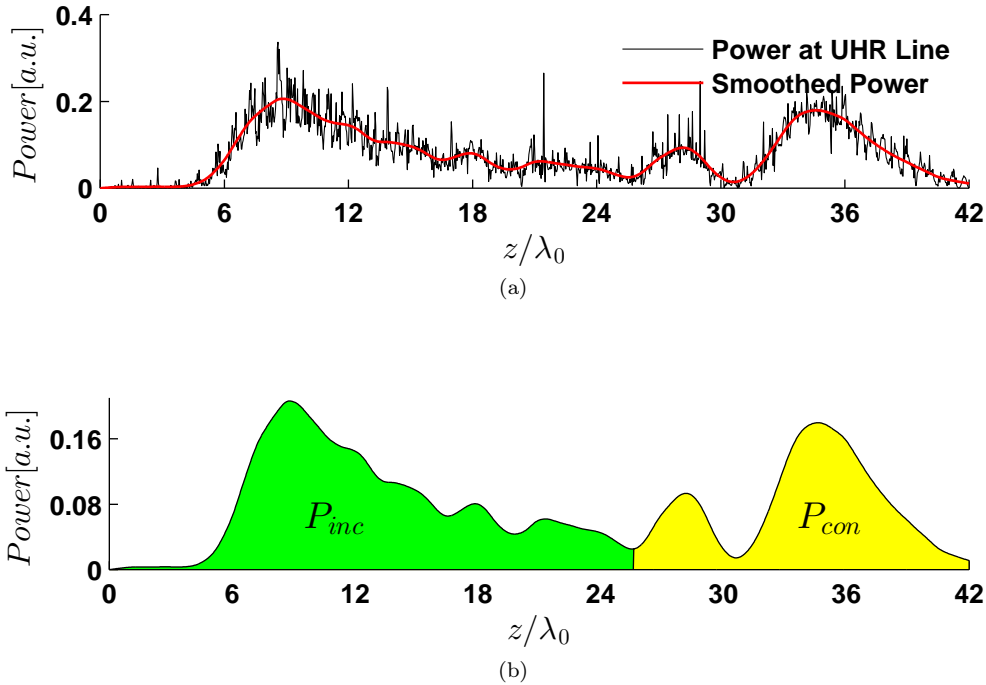 0.4
0.2
0
Power[a.u.]
Power at UHR Line
Smoothed Power
0 6 12 18 24 30 36 42
z/λ₀
(a)
0.16
0.08
0
Power[a.u.]
P_inc
P_con
0 6 12 18 24 30 36 42
z/λ₀
(b)